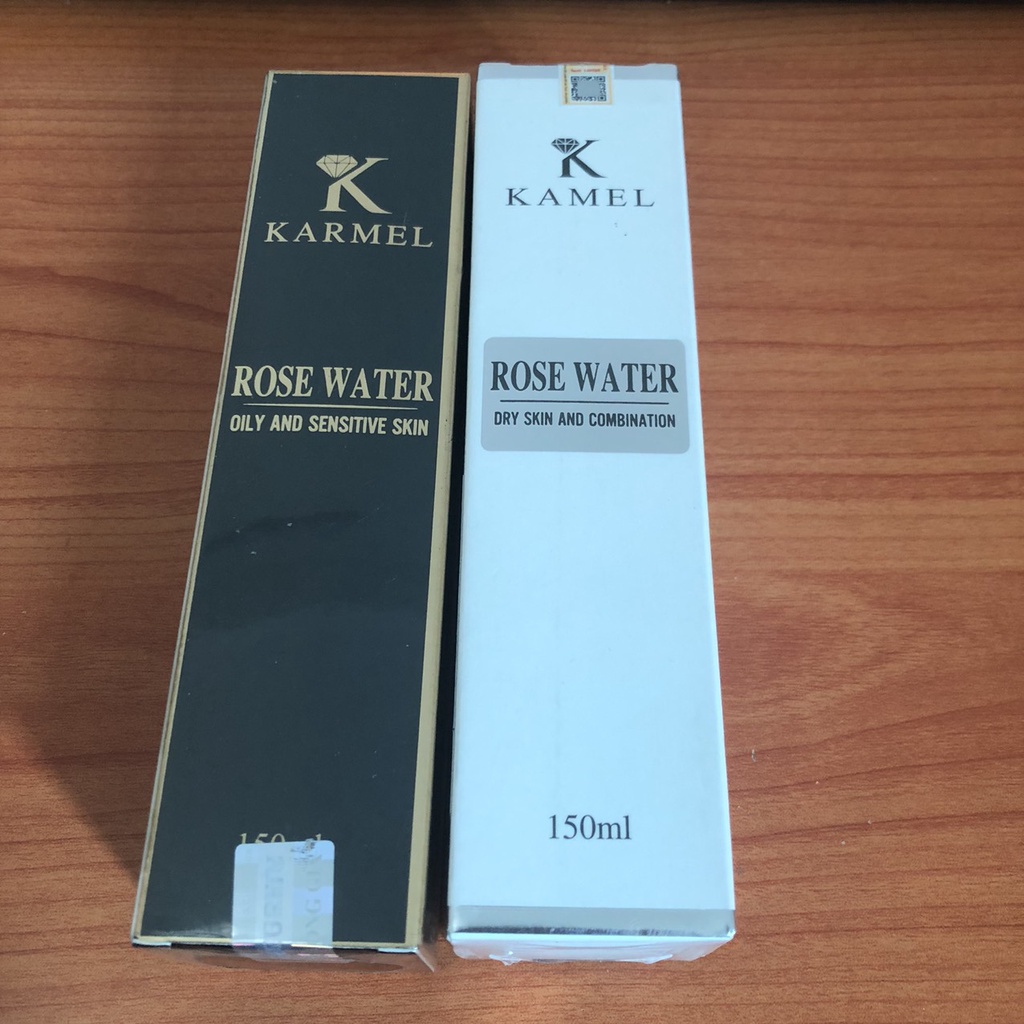 K
KARMEL
ROSE WATER
OILY AND SENSITIVE SKIN
K
KAMEL
ROSE WATER
DRY SKIN AND COMBINATION
150ml